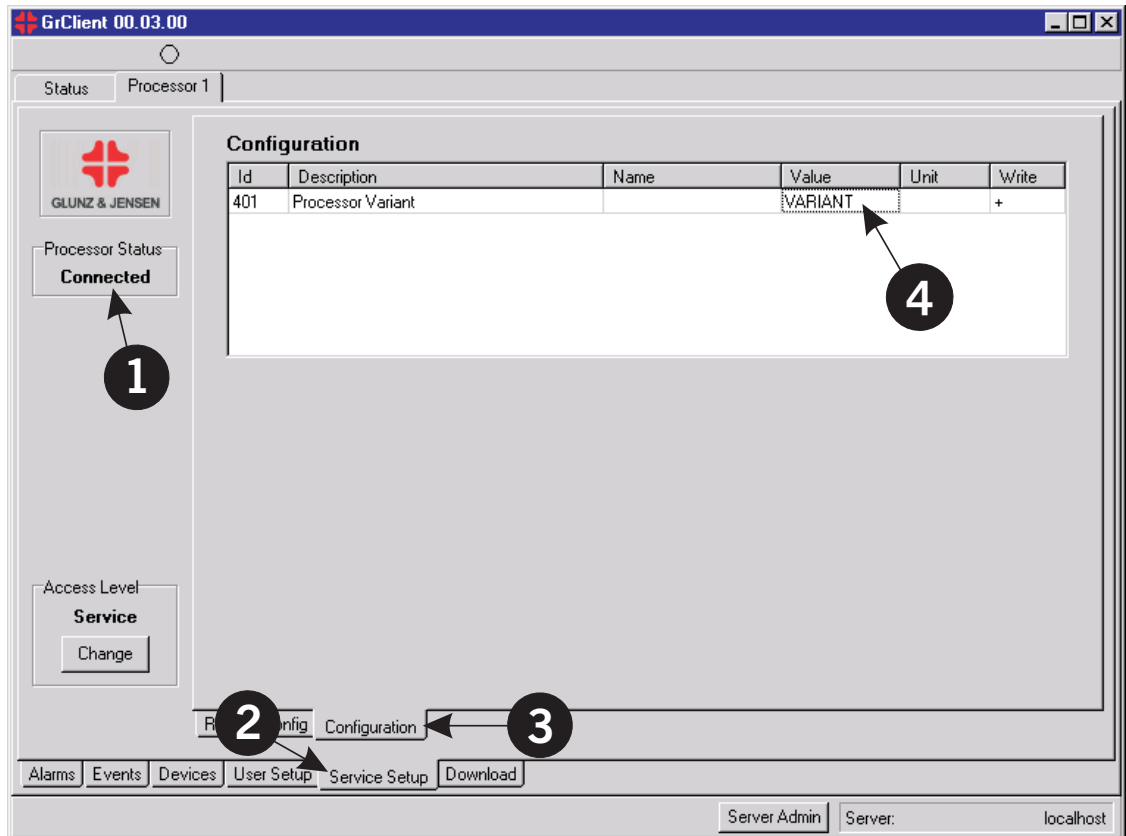 GrClient 00.03.00
Status Processor 1
GLUNZ & JENSEN
Processor Status
Connected
1
Configuration
Id Description Name Value Unit Write
401 Processor Variant VARIANT +
4
Access Level
Service
Change
2
Configuration
3
Alarms Events Devices User Setup Service Setup Download
Server Admin Server: localhost